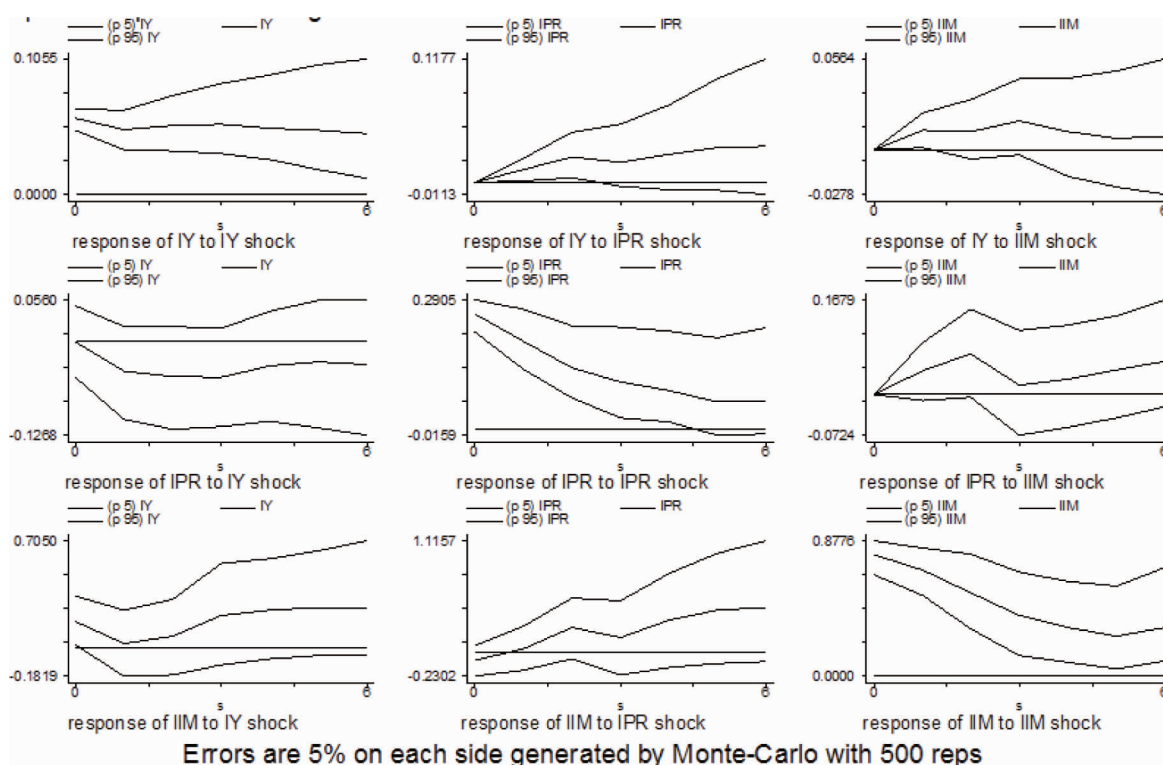 (p 5) IY IY
(p 95) IY
0.1055
0.0000
0 6
s
response of IY to IY shock
(p 5) IPR IPR
(p 95) IPR
0.1177
-0.0113
0 6
s
response of IY to IPR shock
(p 5) IIM IIM
(p 95) IIM
0.0564
-0.0278
0 6
s
response of IY to IIM shock
(p 5) IY IY
(p 95) IY
0.0560
-0.1268
0 6
s
response of IPR to IY shock
(p 5) IPR IPR
(p 95) IPR
0.2905
-0.0159
0 6
s
response of IPR to IPR shock
(p 5) IIM IIM
(p 95) IIM
0.1679
-0.0724
0 6
s
response of IPR to IIM shock
(p 5) IY IY
(p 95) IY
0.7050
-0.1819
0 6
s
response of IIM to IY shock
(p 5) IPR IPR
(p 95) IPR
1.1157
-0.2302
0 6
s
response of IIM to IPR shock
(p 5) IIM IIM
(p 95) IIM
0.8776
0.0000
0 6
s
response of IIM to IIM shock
Errors are 5% on each side generated by Monte-Carlo with 500 reps